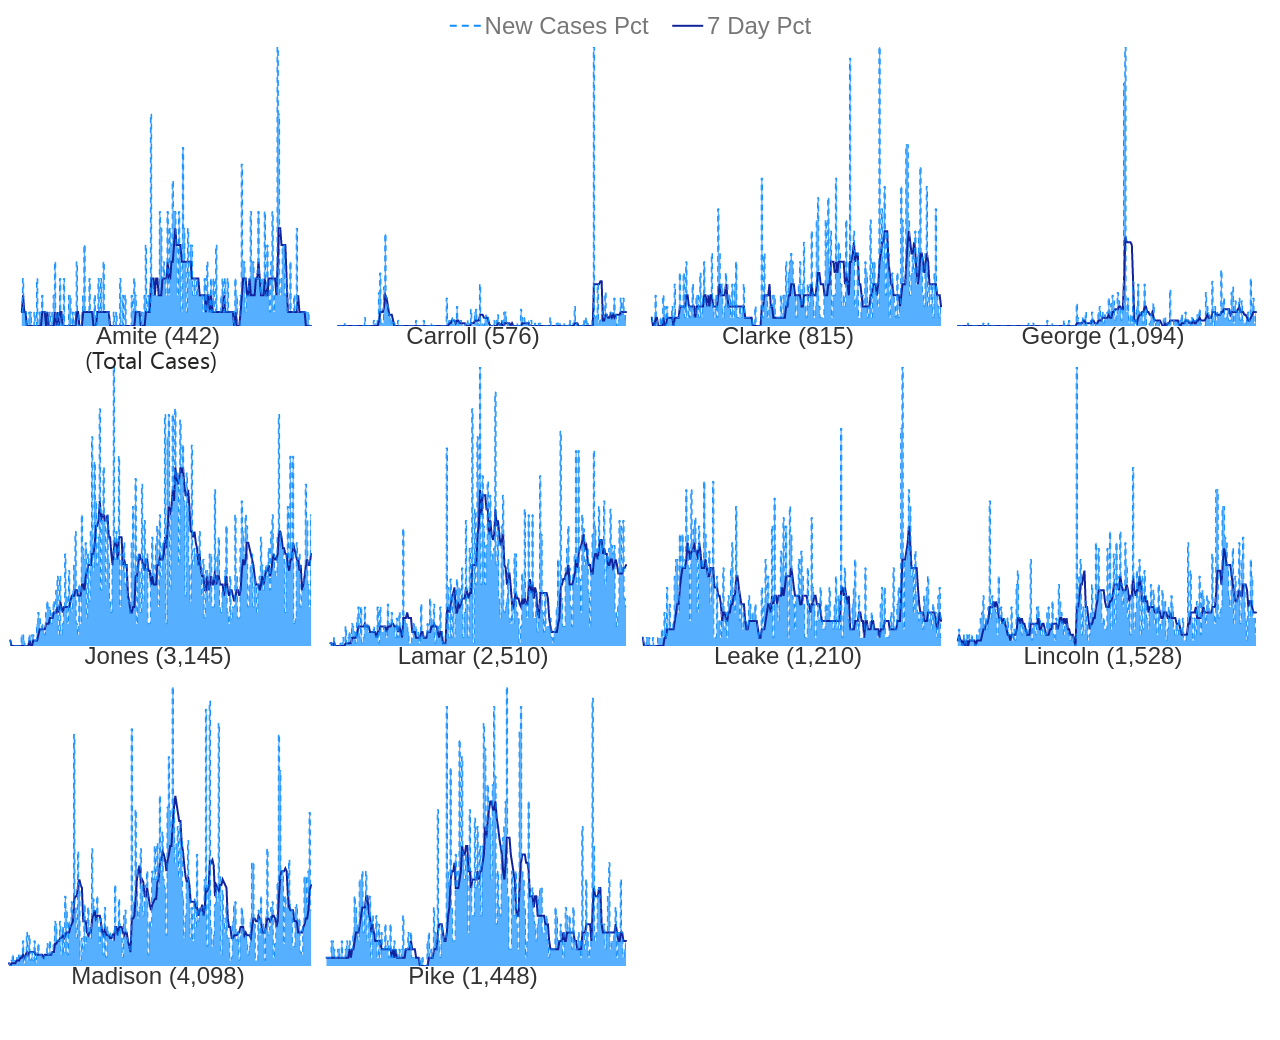 New Cases Pct 7 Day Pct
Amite (442) Carroll (576) Clarke (815) George (1,094)
(Total Cases)
Jones (3,145) Lamar (2,510) Leake (1,210) Lincoln (1,528)
Madison (4,098) Pike (1,448)